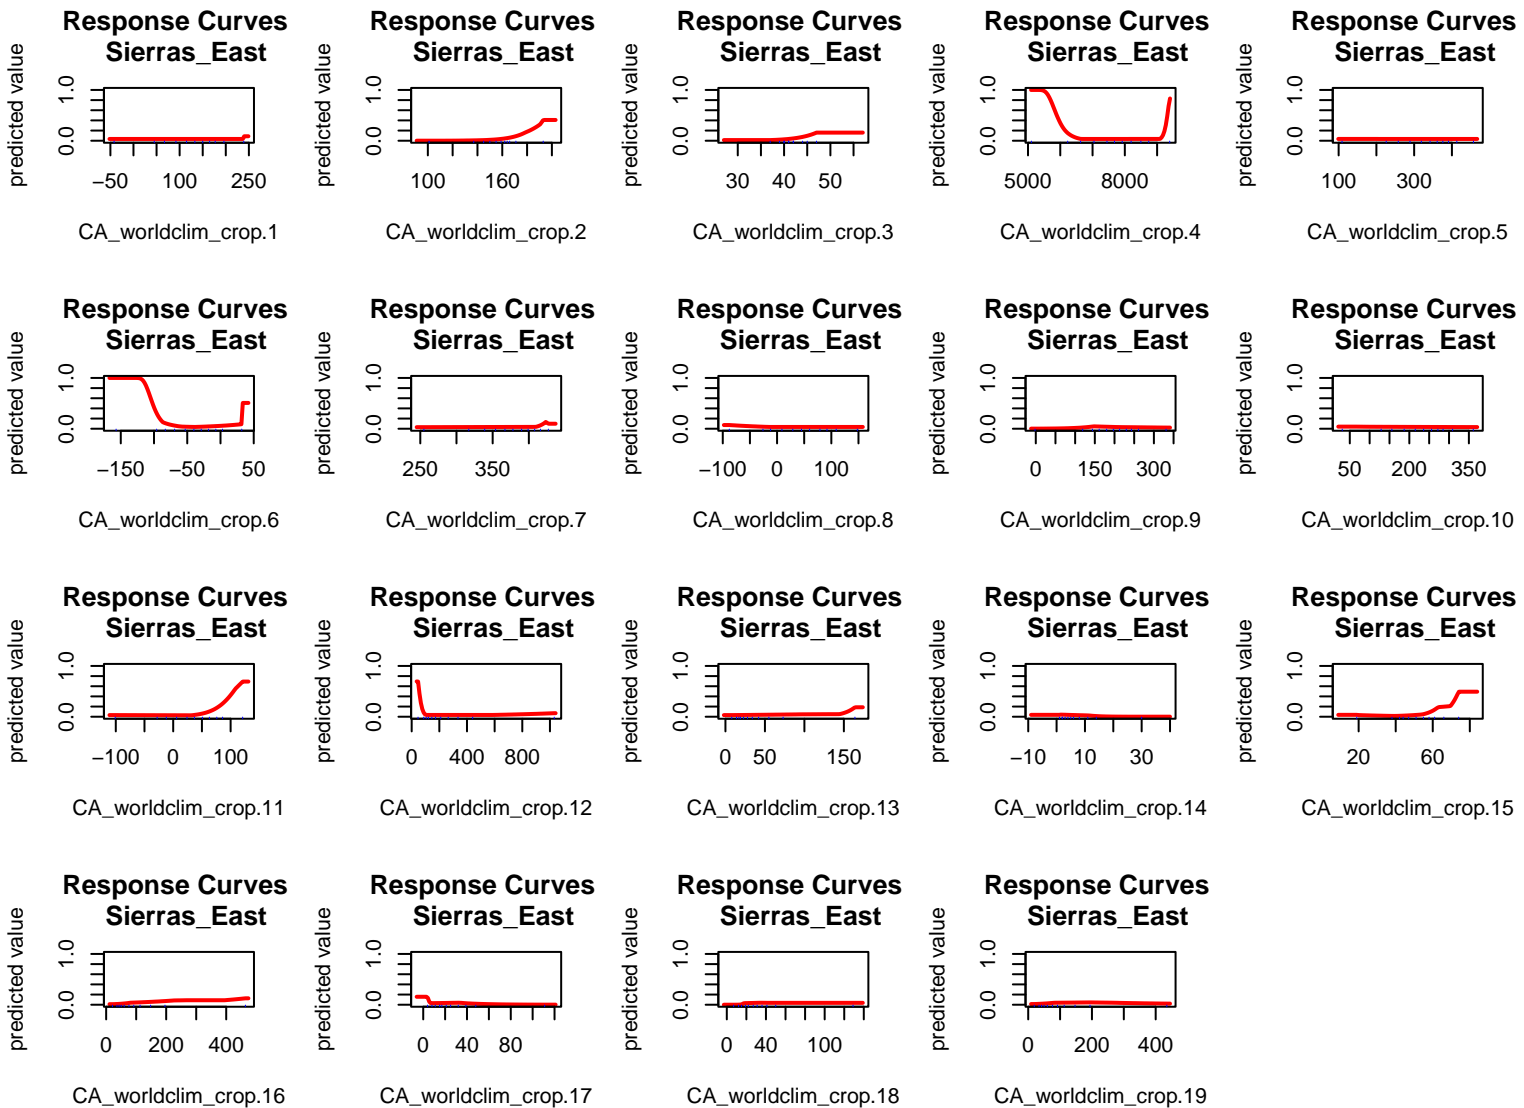 Response Curves
Sierras_East
predicted value
0.0 1.0
−50 100 250
CA_worldclim_crop.1
Response Curves
Sierras_East
predicted value
0.0 1.0
100 160
CA_worldclim_crop.2
Response Curves
Sierras_East
predicted value
0.0 1.0
30 40 50
CA_worldclim_crop.3
Response Curves
Sierras_East
predicted value
0.0 1.0
5000 8000
CA_worldclim_crop.4
Response Curves
Sierras_East
predicted value
0.0 1.0
100 300
CA_worldclim_crop.5
Response Curves
Sierras_East
predicted value
0.0 1.0
−150 −50 50
CA_worldclim_crop.6
Response Curves
Sierras_East
predicted value
0.0 1.0
250 350
CA_worldclim_crop.7
Response Curves
Sierras_East
predicted value
0.0 1.0
−100 0 100
CA_worldclim_crop.8
Response Curves
Sierras_East
predicted value
0.0 1.0
0 150 300
CA_worldclim_crop.9
Response Curves
Sierras_East
predicted value
0.0 1.0
50 200 350
CA_worldclim_crop.10
Response Curves
Sierras_East
predicted value
0.0 1.0
−100 0 100
CA_worldclim_crop.11
Response Curves
Sierras_East
predicted value
0.0 1.0
0 400 800
CA_worldclim_crop.12
Response Curves
Sierras_East
predicted value
0.0 1.0
0 50 150
CA_worldclim_crop.13
Response Curves
Sierras_East
predicted value
0.0 1.0
−10 10 30
CA_worldclim_crop.14
Response Curves
Sierras_East
predicted value
0.0 1.0
20 60
CA_worldclim_crop.15
Response Curves
Sierras_East
predicted value
0.0 1.0
0 200 400
CA_worldclim_crop.16
Response Curves
Sierras_East
predicted value
0.0 1.0
0 40 80
CA_worldclim_crop.17
Response Curves
Sierras_East
predicted value
0.0 1.0
0 40 100
CA_worldclim_crop.18
Response Curves
Sierras_East
predicted value
0.0 1.0
0 200 400
CA_worldclim_crop.19